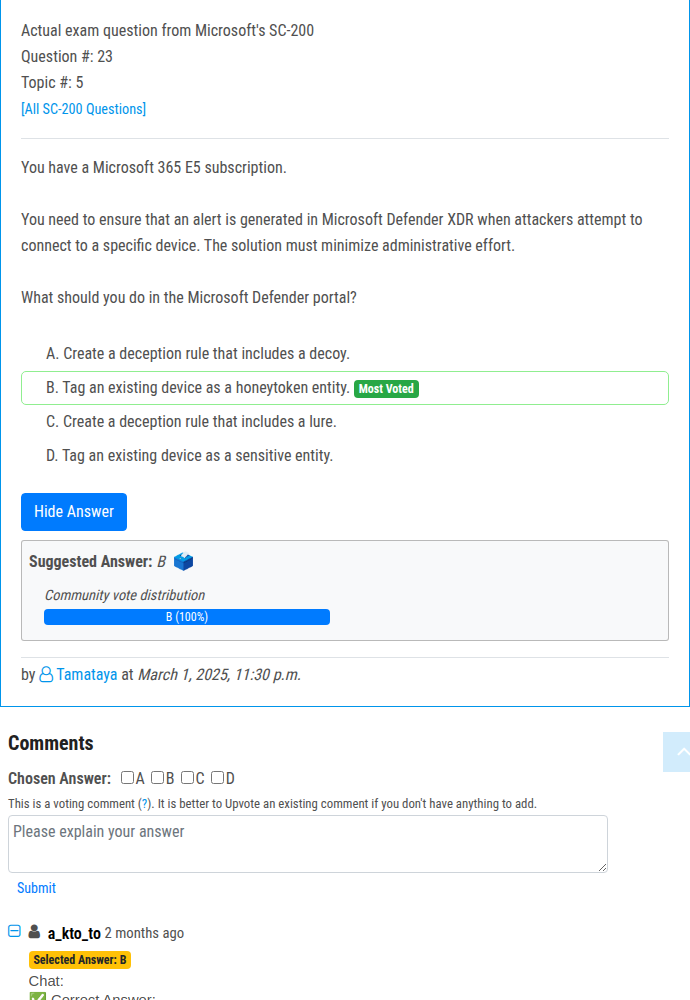 Actual exam question from Microsoft's SC-200
Question #: 23
Topic #: 5
[All SC-200 Questions]
You have a Microsoft 365 E5 subscription.
You need to ensure that an alert is generated in Microsoft Defender XDR when attackers attempt to
connect to a specific device. The solution must minimize administrative effort.
What should you do in the Microsoft Defender portal?
A. Create a deception rule that includes a decoy.
B. Tag an existing device as a honeytoken entity. Most Voted
C. Create a deception rule that includes a lure.
D. Tag an existing device as a sensitive entity.
Hide Answer
Suggested Answer: B
Community vote distribution
B (100%)
by Tamataya at March 1, 2025, 11:30 p.m.
Comments
Chosen Answer: A B C D
This is a voting comment (?). It is better to Upvote an existing comment if you don't have anything to add.
Please explain your answer
Submit
a_kto_to 2 months ago
Selected Answer: B
Chat:
✅ Correct Answer: